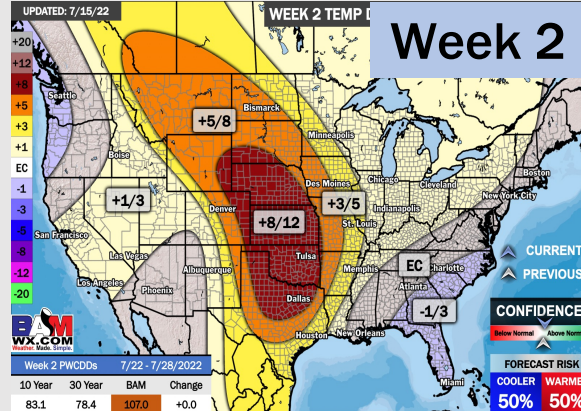 UPDATED: 7/15/22
WEEK 2 TEMP D
Week 2
+20
+12
+8
+5
+3
+1
EC
-1
-3
-5
-8
-12
-20
Seattle
Bismarck
+5/8
Minneapolis
Boise
Boston
Des Moines
Chicago
Cleveland
New York City
+1/3
Denver
+8/12
+3/5
Indianapolis
St. Louis
San Francisco
Las Vegas
Tulsa
CURRENT
Albuquerque
Memphis
EC
Charlotte
PREVIOUS
Los Angeles
Phoenix
Atlanta
Dallas
-1/3
CONFIDENCE
Houston
New Orleans
Below Normal
Above Norm
BAM
WX.COM
Weather. Made. Simple.
Miami
FORECAST RISK
COOLER
WARME
50%
50%
Week 2 PWCDDs
7/22 - 7/28/2022
10 Year
30 Year
BAM
Change
83.1
78.4
107.0
+0.0